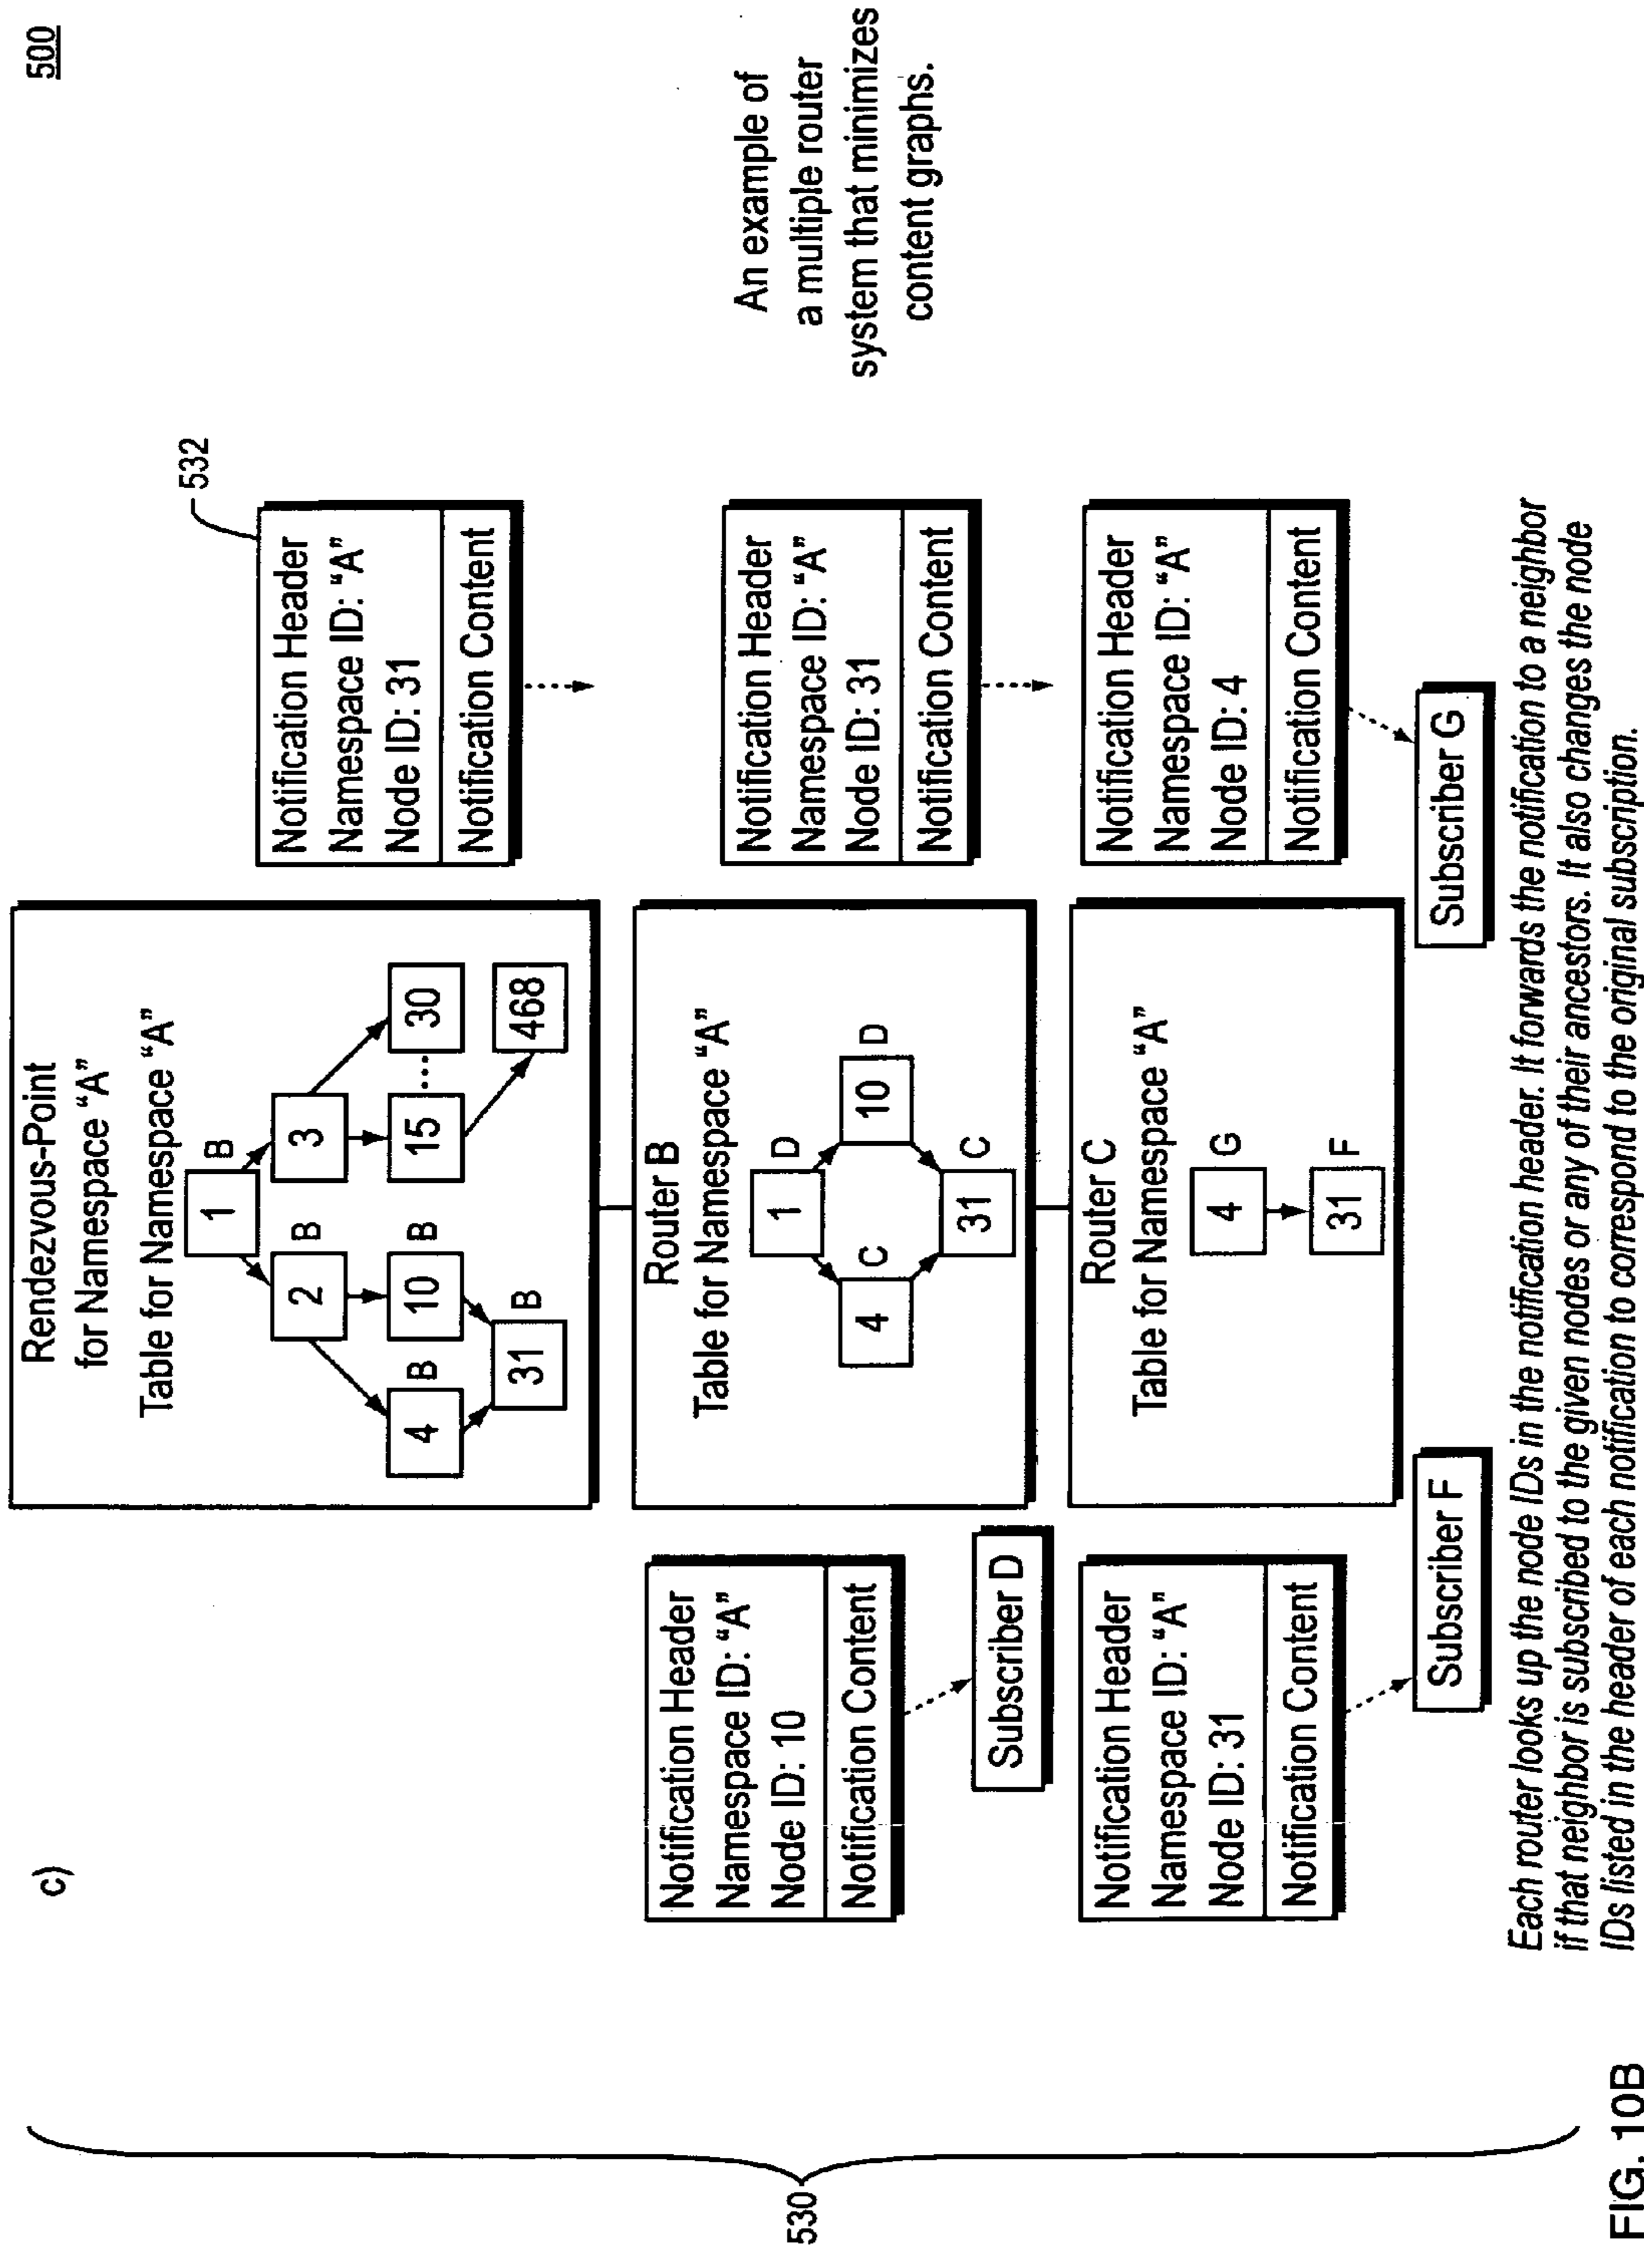 500
c)
530
Rendezvous-Point
for Namespace “A”
Table for Namespace “A”
1
B
2
B
3
4
B
10
B
15
...
30
31
B
468
532
Notification Header
Namespace ID: “A”
Node ID: 31
Notification Content
Notification Header
Namespace ID: “A”
Node ID: 10
Notification Content
Subscriber D
Router B
Table for Namespace “A”
1
D
4
C
10
D
31
C
Notification Header
Namespace ID: “A”
Node ID: 31
Notification Content
An example of
a multiple router
system that minimizes
content graphs.
Notification Header
Namespace ID: “A”
Node ID: 31
Notification Content
Subscriber F
Router C
Table for Namespace “A”
4
G
31
F
Notification Header
Namespace ID: “A”
Node ID: 4
Notification Content
Subscriber G
Each router looks up the node IDs in the notification header. It forwards the notification to a neighbor
if that neighbor is subscribed to the given nodes or any of their ancestors. It also changes the node
IDs listed in the header of each notification to correspond to the original subscription.
FIG. 10B